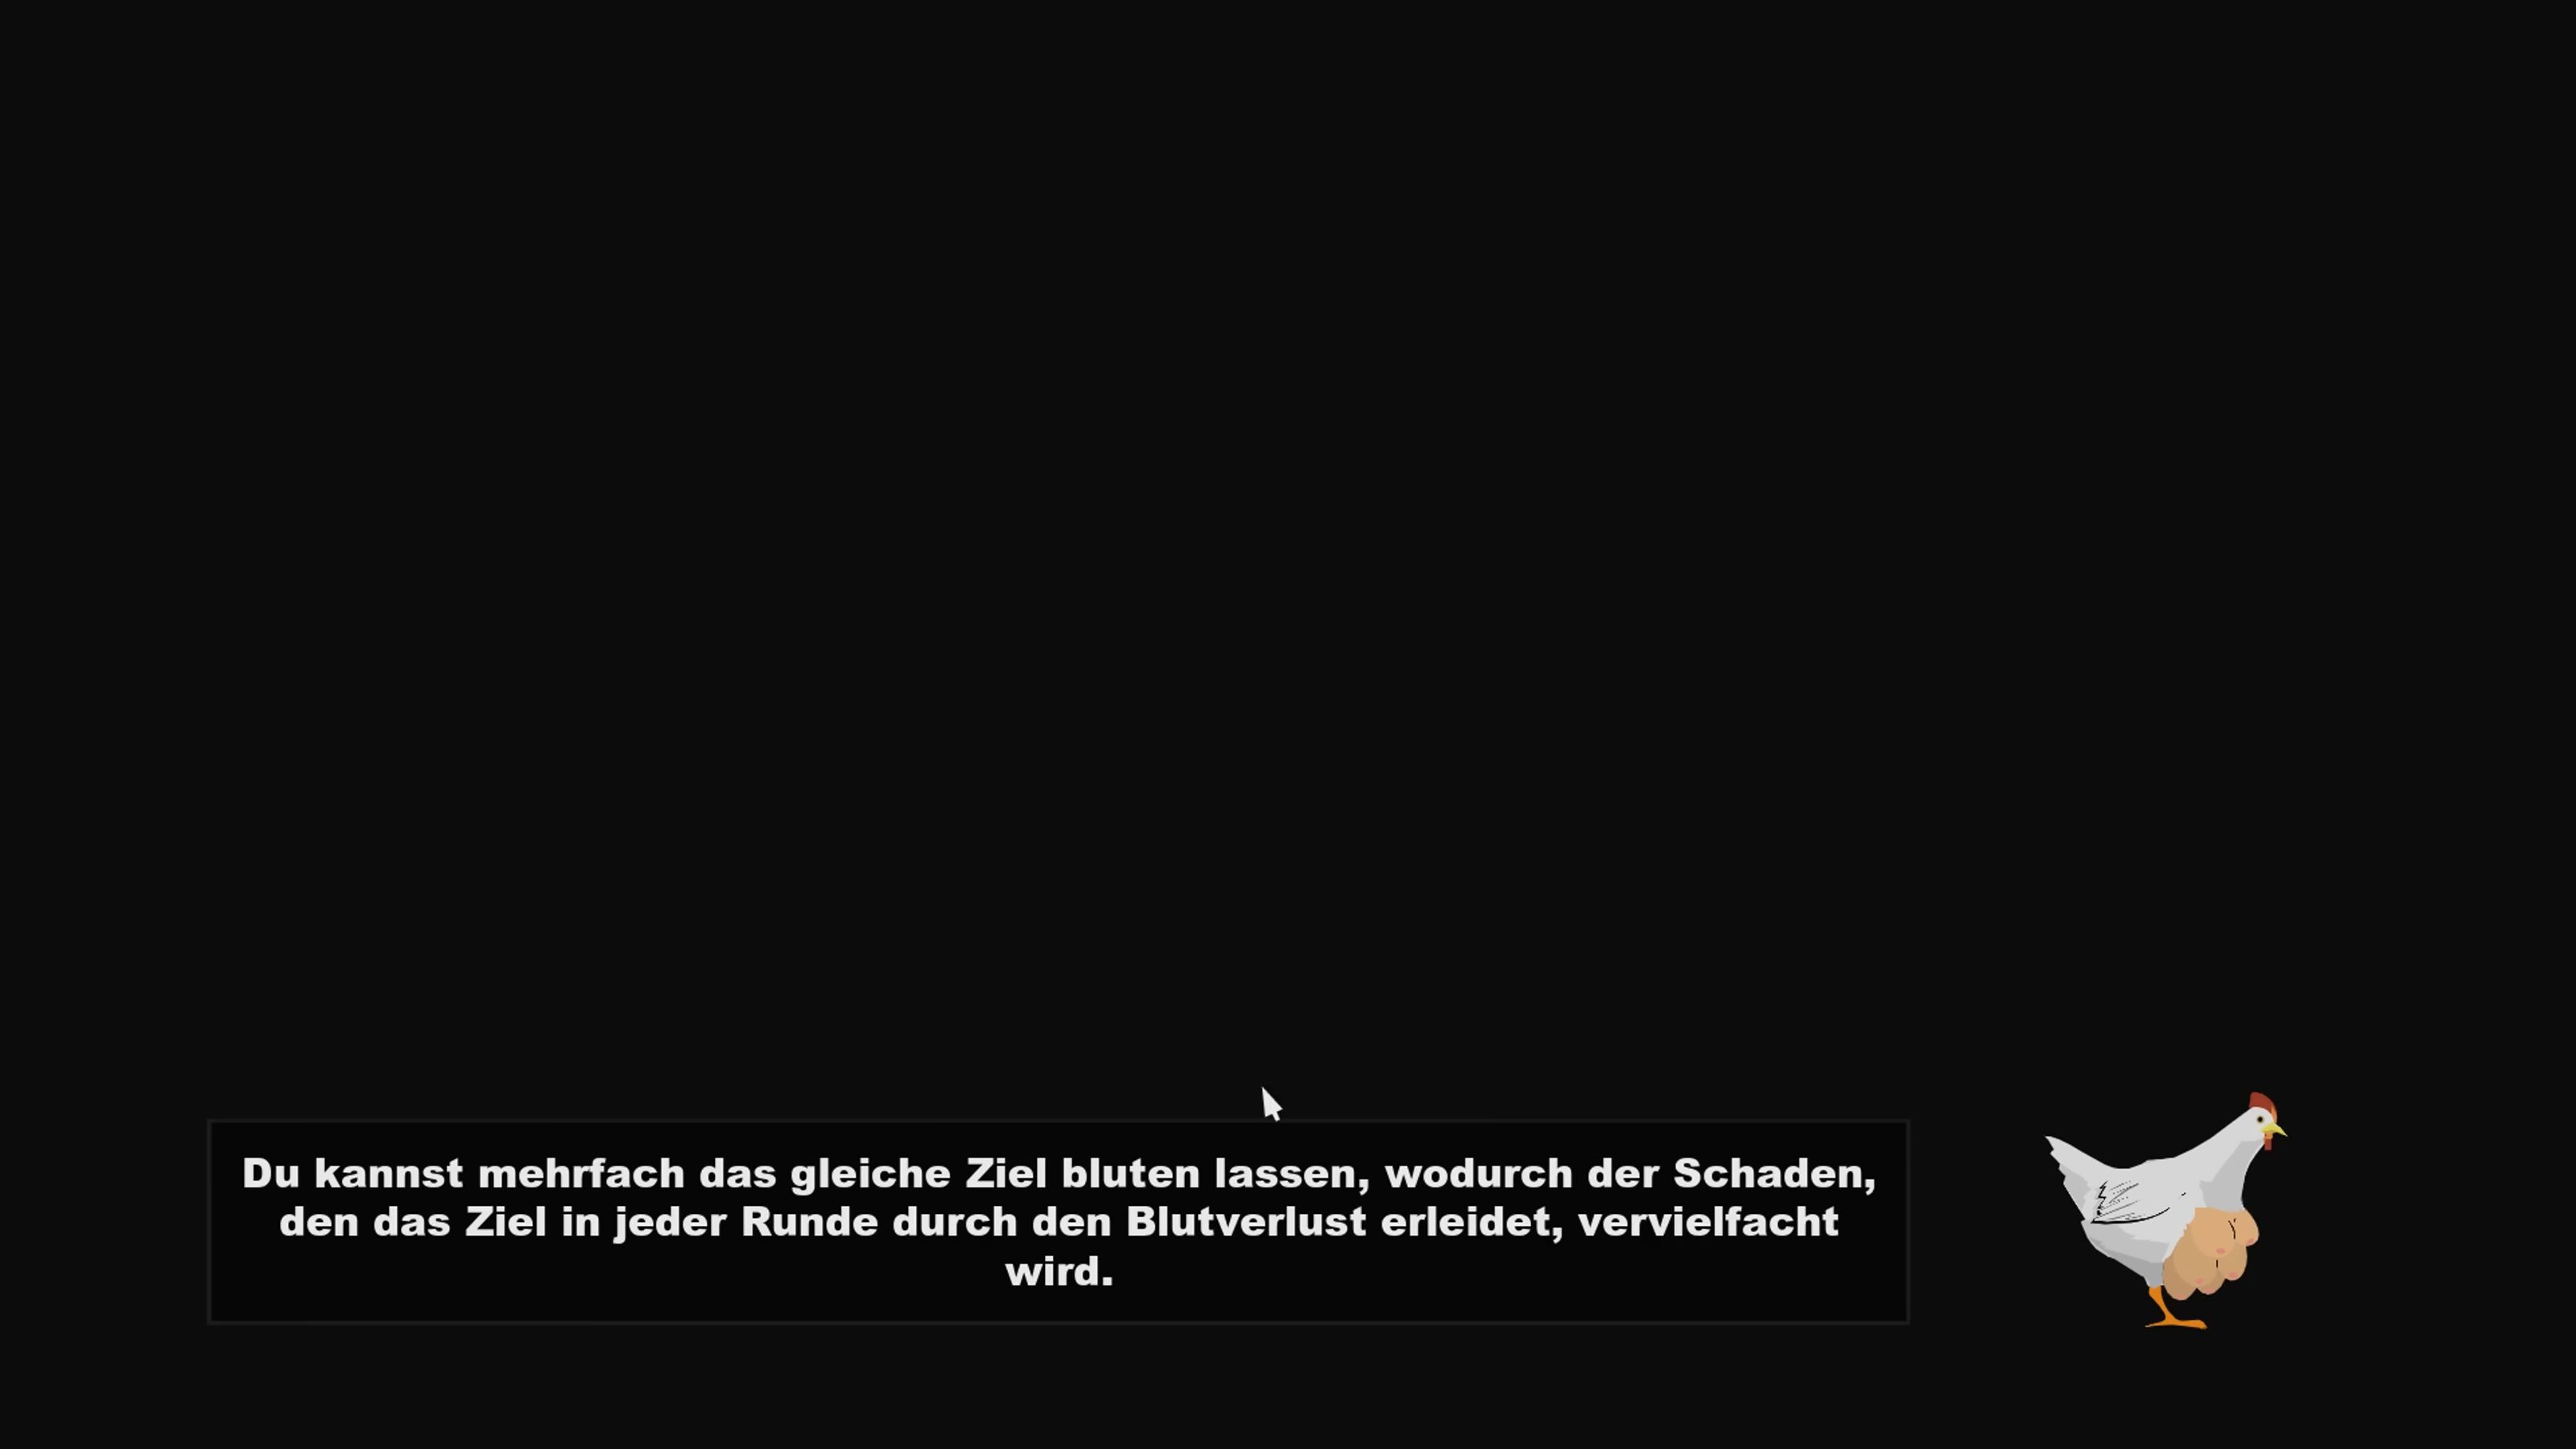 Du kannst mehrfach das gleiche Ziel bluten lassen, wodurch der Schaden,
den das Ziel in jeder Runde durch den Blutverlust erleidet, vervielfacht
wird.